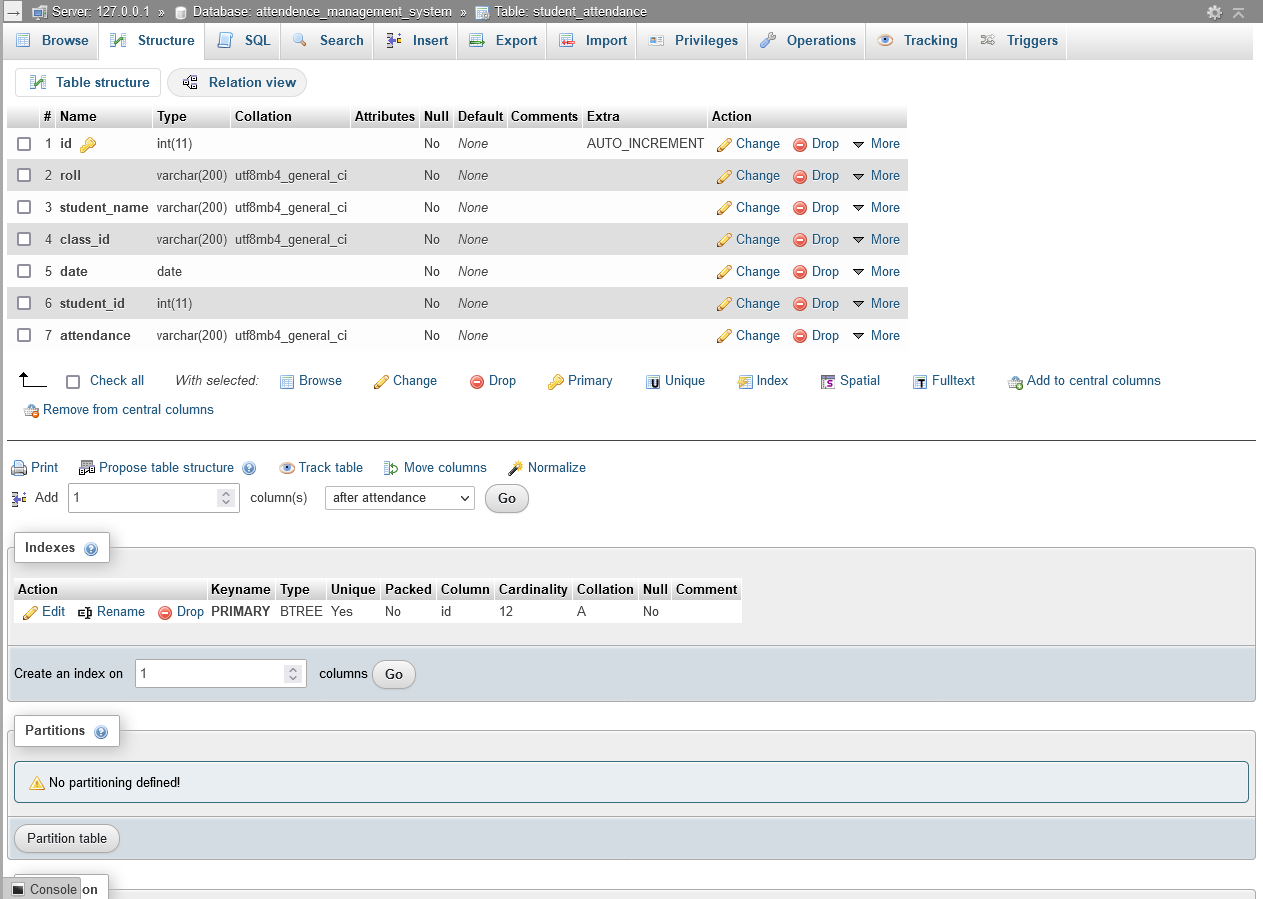 Server: 127.0.0.1 » Database: attendence_management_system » Table: student_attendance
Browse Structure SQL Search Insert Export Import Privileges Operations Tracking Triggers
Table structure Relation view
# Name Type Collation Attributes Null Default Comments Extra Action
1 id int(11) No None AUTO_INCREMENT Change Drop More
2 roll varchar(200) utf8mb4_general_ci No None Change Drop More
3 student_name varchar(200) utf8mb4_general_ci No None Change Drop More
4 class_id varchar(200) utf8mb4_general_ci No None Change Drop More
5 date date No None Change Drop More
6 student_id int(11) No None Change Drop More
7 attendance varchar(200) utf8mb4_general_ci No None Change Drop More
Check all With selected: Browse Change Drop Primary Unique Index Spatial Fulltext Add to central columns
Remove from central columns
Print Propose table structure Track table Move columns Normalize
Add 1 column(s) after attendance Go
Indexes
Action Keyname Type Unique Packed Column Cardinality Collation Null Comment
Edit Rename Drop PRIMARY BTREE Yes No id 12 A No
Create an index on 1 columns Go
Partitions
No partitioning defined!
Partition table
Console on